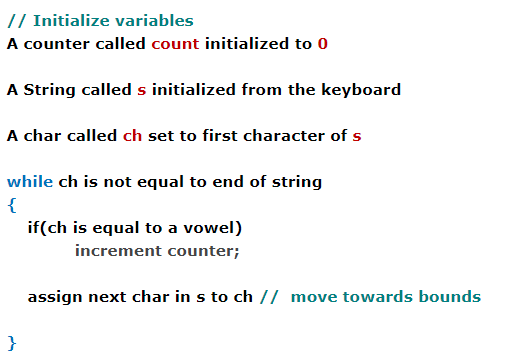 // Initialize variables
A counter called count initialized to 0
A String called s initialized from the keyboard
A char called ch set to first character of s
while ch is not equal to end of string
{
if(ch is equal to a vowel)
increment counter;
assign next char in s to ch // move towards bounds
}